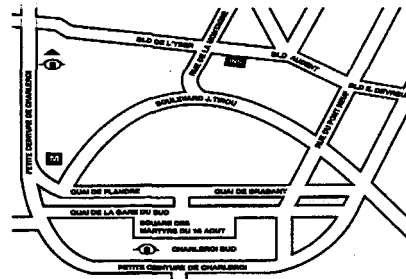 BLD DE L'YSER
RUE DE LA MONTAGNE
BLD AUDENT
BLD S. DEVREUX
PETITE CEINTURE DE CHARLEROI
BOULEVARD J. TIROU
RUE DU PONT NEUF
M
QUAI DE FLANDRE
QUAI DE BRABANT
QUAI DE LA GARE DU SUD
SQUARE DES
MARTYRS DU 18 AOUT
CHARLEROI SUD
PETITE CEINTURE DE CHARLEROI